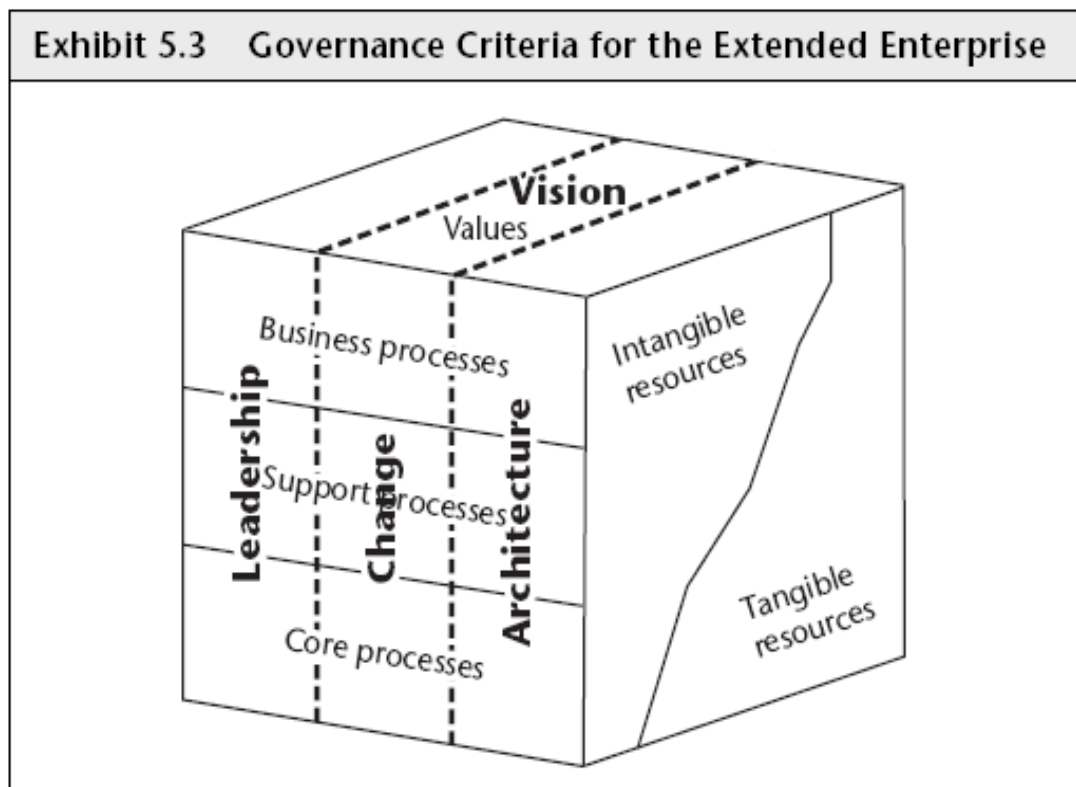 Exhibit 5.3 Governance Criteria for the Extended Enterprise
Vision
Values
Business processes
Support processes
Core processes
Leadership
Change
Architecture
Intangible
resources
Tangible
resources